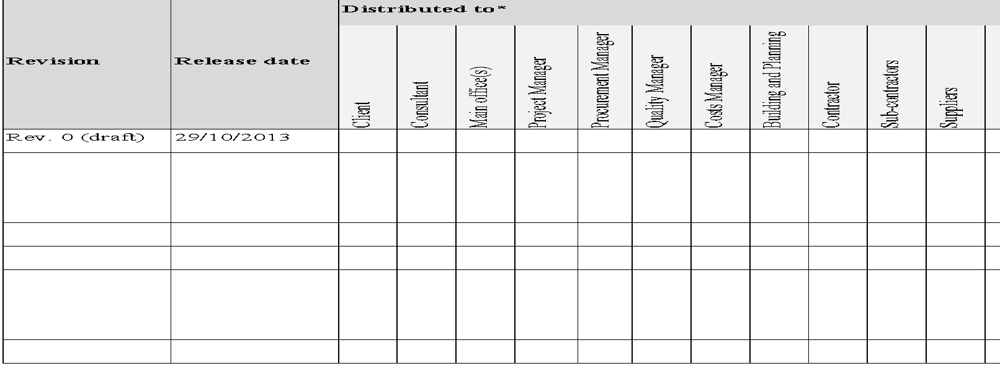 Distributed to*
Revision
Release date
Client
Consultant
Main office(s)
Project Manager
Procurement Manager
Quality Manager
Costs Manager
Building and Planning
Contractor
Sub-contractors
Suppliers
Rev. 0 (draft)
29/10/2013